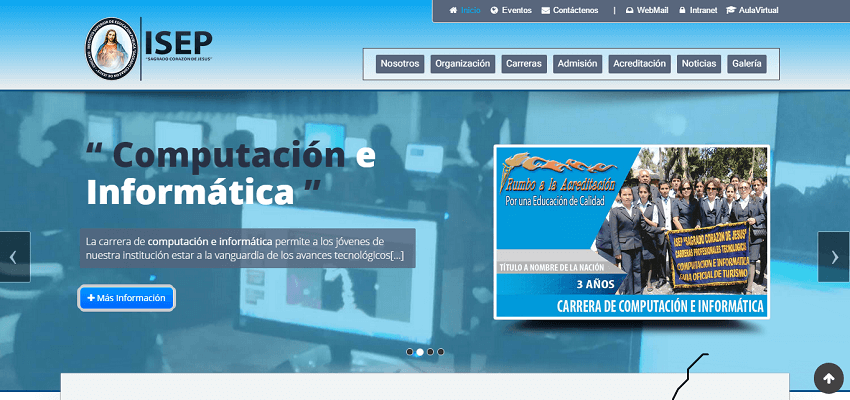 Inicio Eventos Contáctenos | WebMail Intranet AulaVirtual
ISEP
"SAGRADO CORAZON DE JESUS"
Nosotros Organización Carreras Admisión Acreditación Noticias Galería
“ Computación e
Informática ”
La carrera de computación e informática permite a los jóvenes de
nuestra institución estar a la vanguardia de los avances tecnológicos[...]
+ Más Información
Rumbo a la Acreditación
Por una Educación de Calidad
TÍTULO A NOMBRE DE LA NACIÓN
3 AÑOS
ISEP "SAGRADO CORAZON DE JESUS"
CARRERAS PROFESIONALES TECNOLOGICOS
COMPUTACION E INFORMATICA
GUIA OFICIAL DE TURISMO
CARRERA DE COMPUTACIÓN E INFORMÁTICA